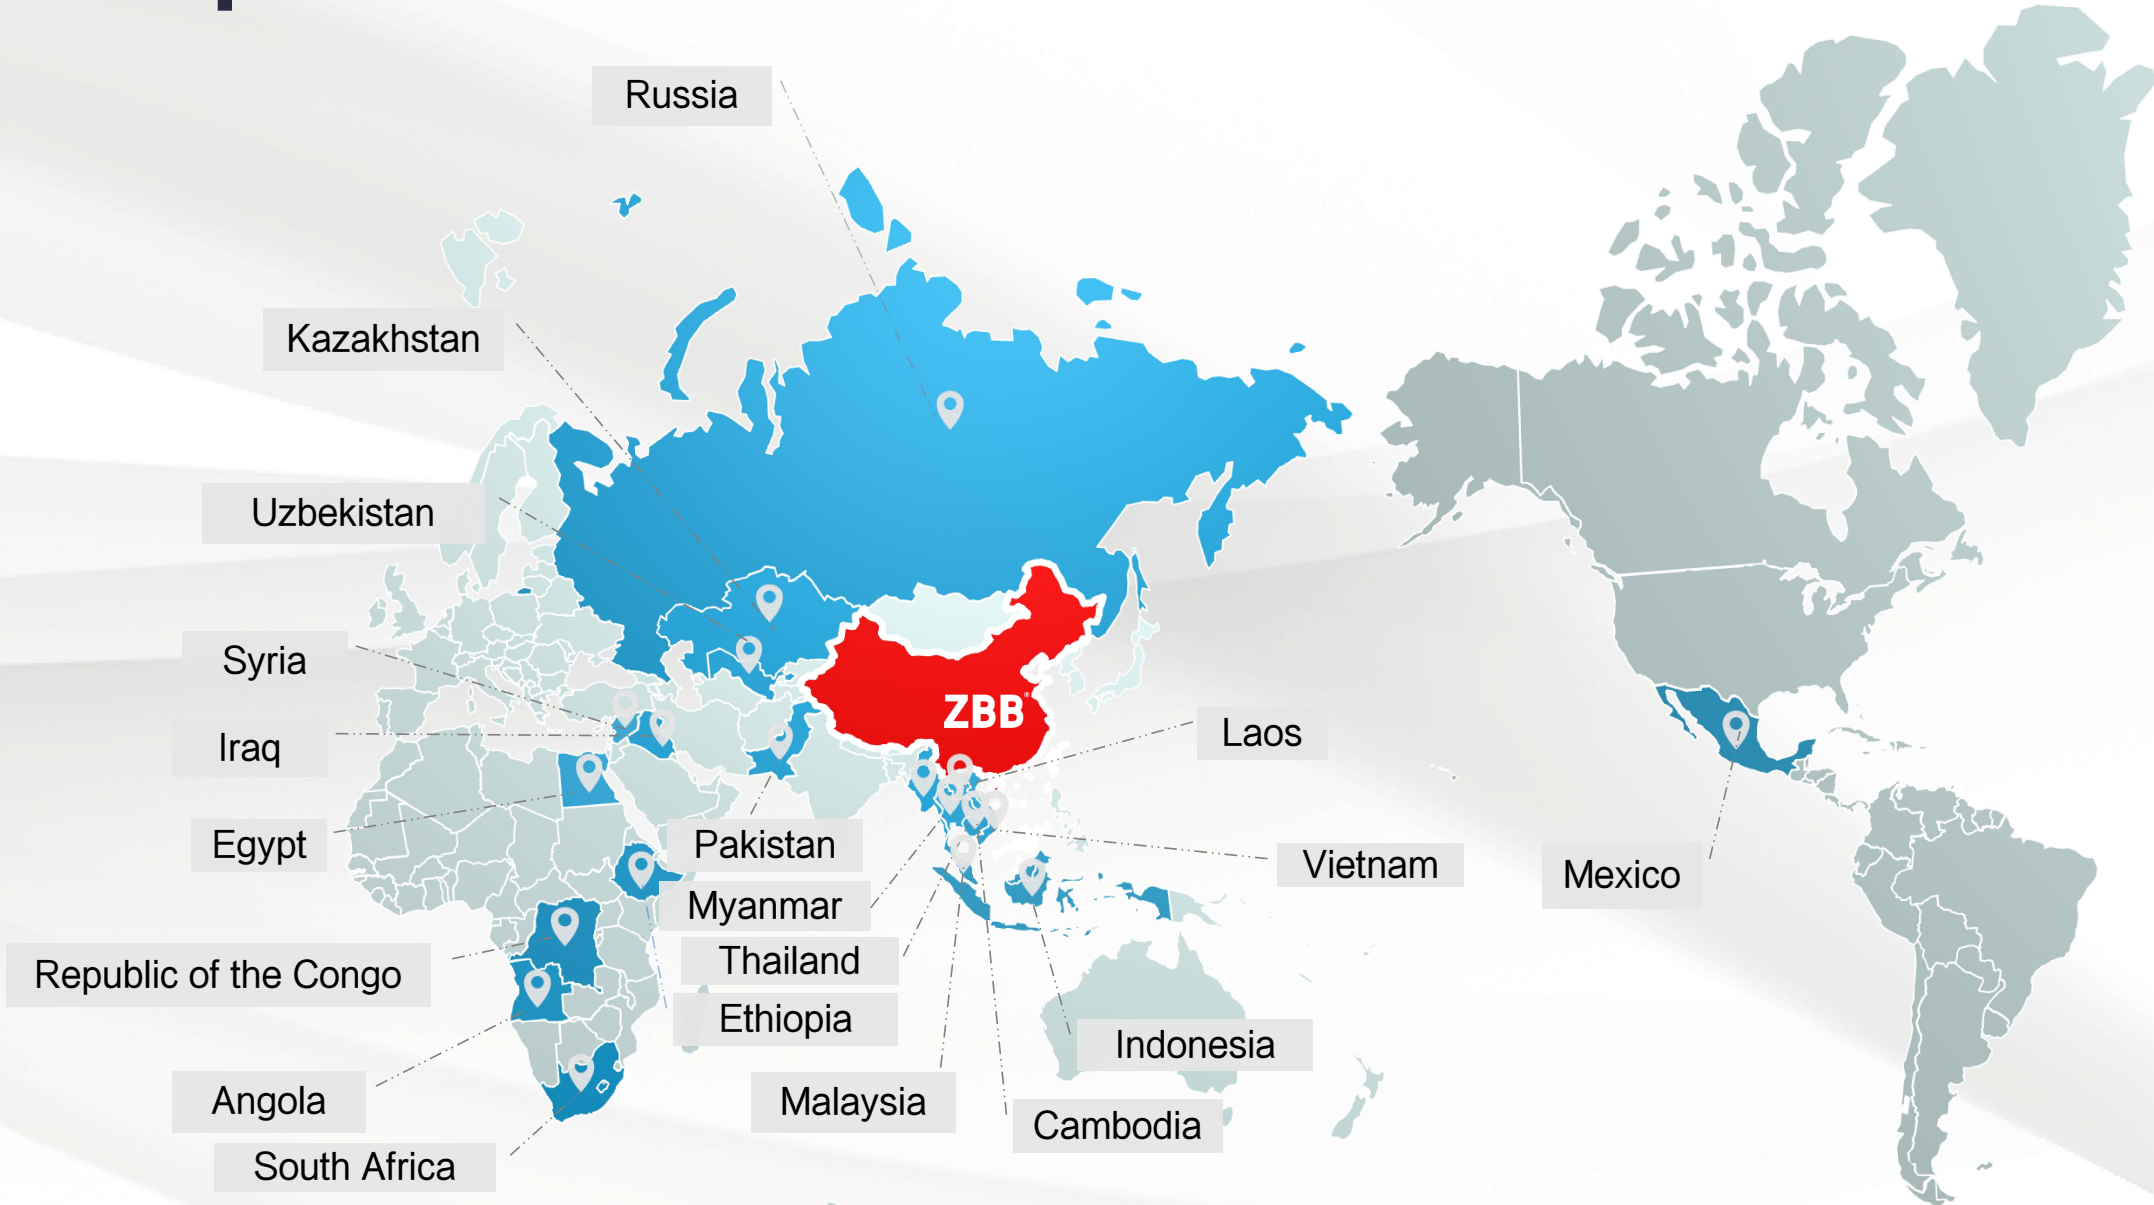 Russia
Kazakhstan
Uzbekistan
Syria
ZBB®
Laos
Iraq
Egypt
Pakistan
Vietnam
Mexico
Myanmar
Thailand
Republic of the Congo
Ethiopia
Indonesia
Angola
Malaysia
Cambodia
South Africa